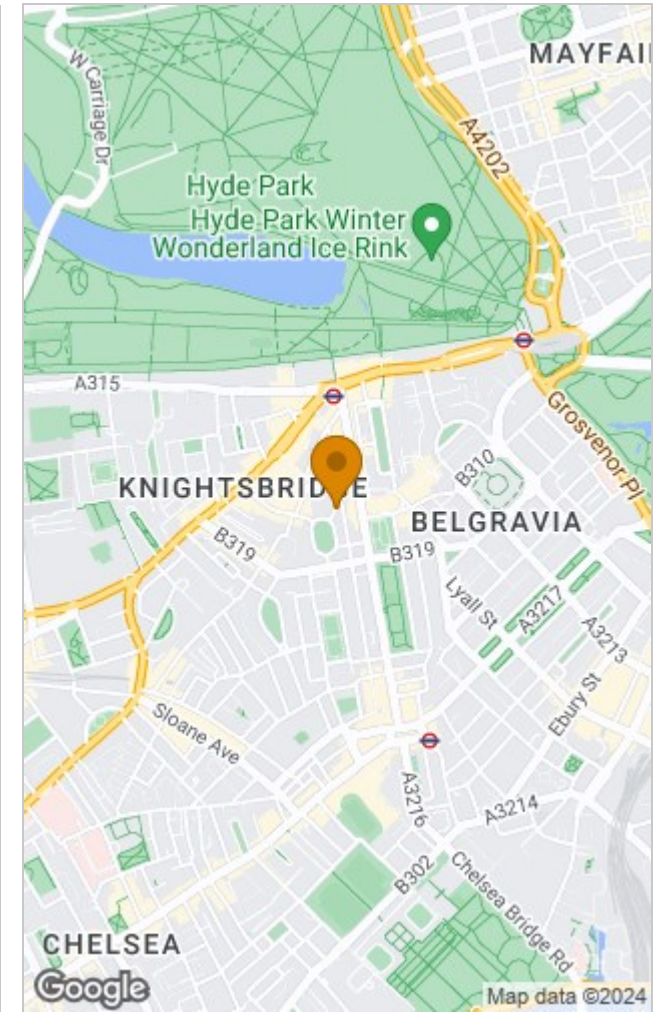 MAYFAI
W Carriage Dr
A4202
Hyde Park
Hyde Park Winter
Wonderland Ice Rink
A315
Grosvenor Pl
KNIGHTSBRIDGE
B310
BELGRAVIA
B319
B319
Lyall St
A3217
A3213
Ebury St
Sloane Ave
A3216
A3214
B302
Chelsea Bridge Rd
CHELSEA
Google
Map data ©2024